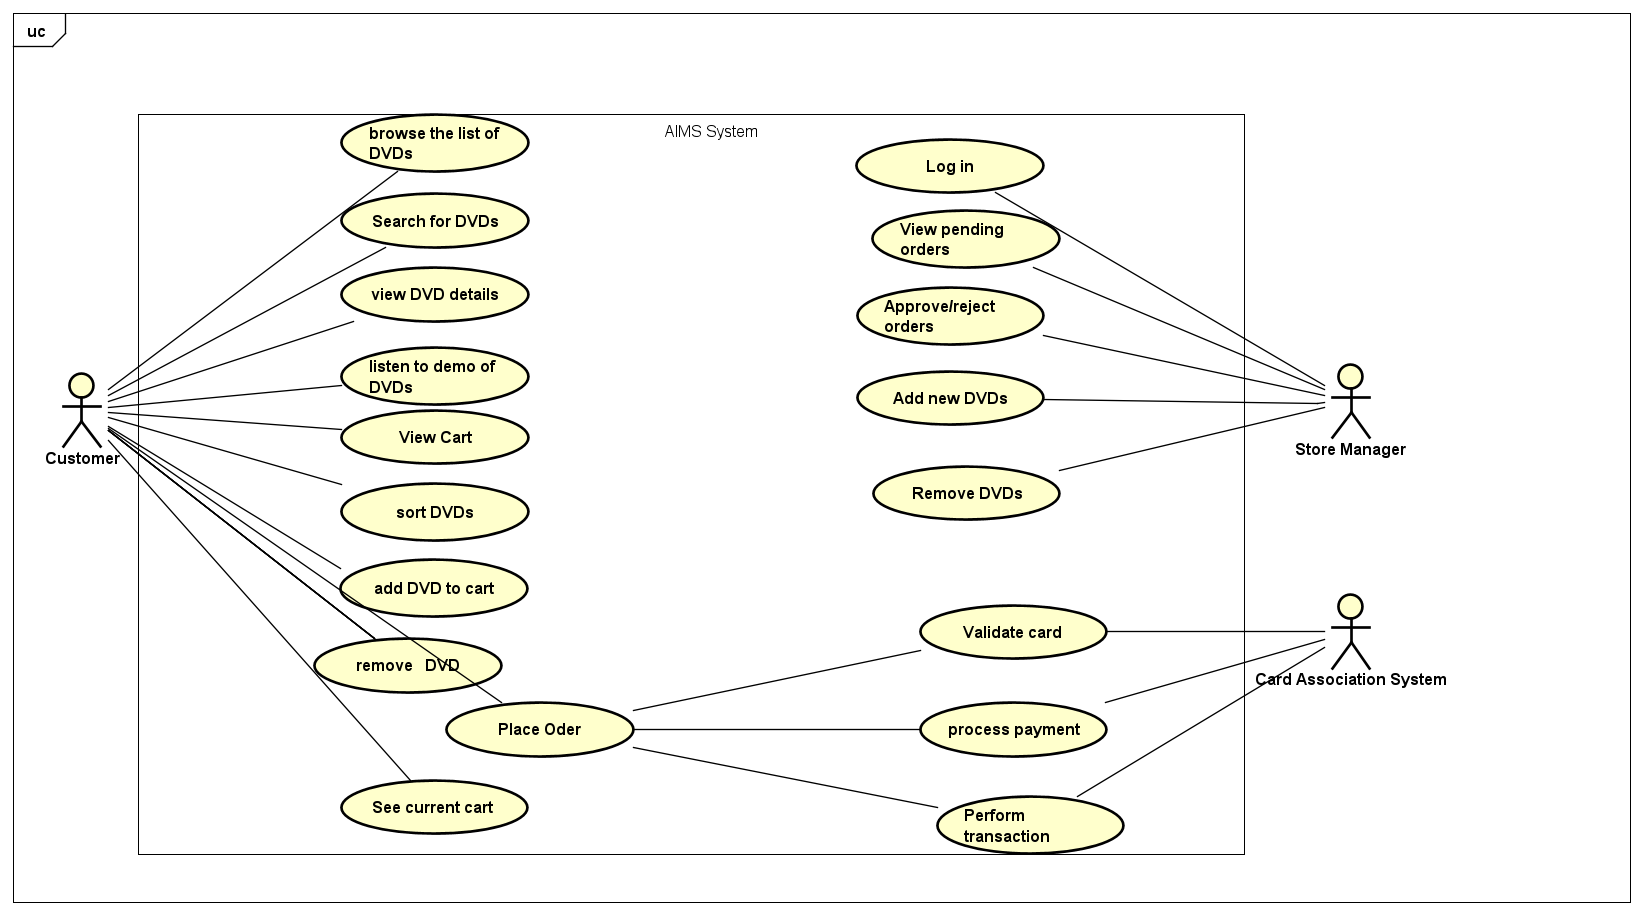 uc
AIMS System
browse the list of
DVDs
Search for DVDs
view DVD details
listen to demo of
DVDs
View Cart
sort DVDs
add DVD to cart
remove   DVD
Place Oder
See current cart
Customer
Log in
View pending
orders
Approve/reject
orders
Add new DVDs
Remove DVDs
Store Manager
Validate card
process payment
Perform
transaction
Card Association System